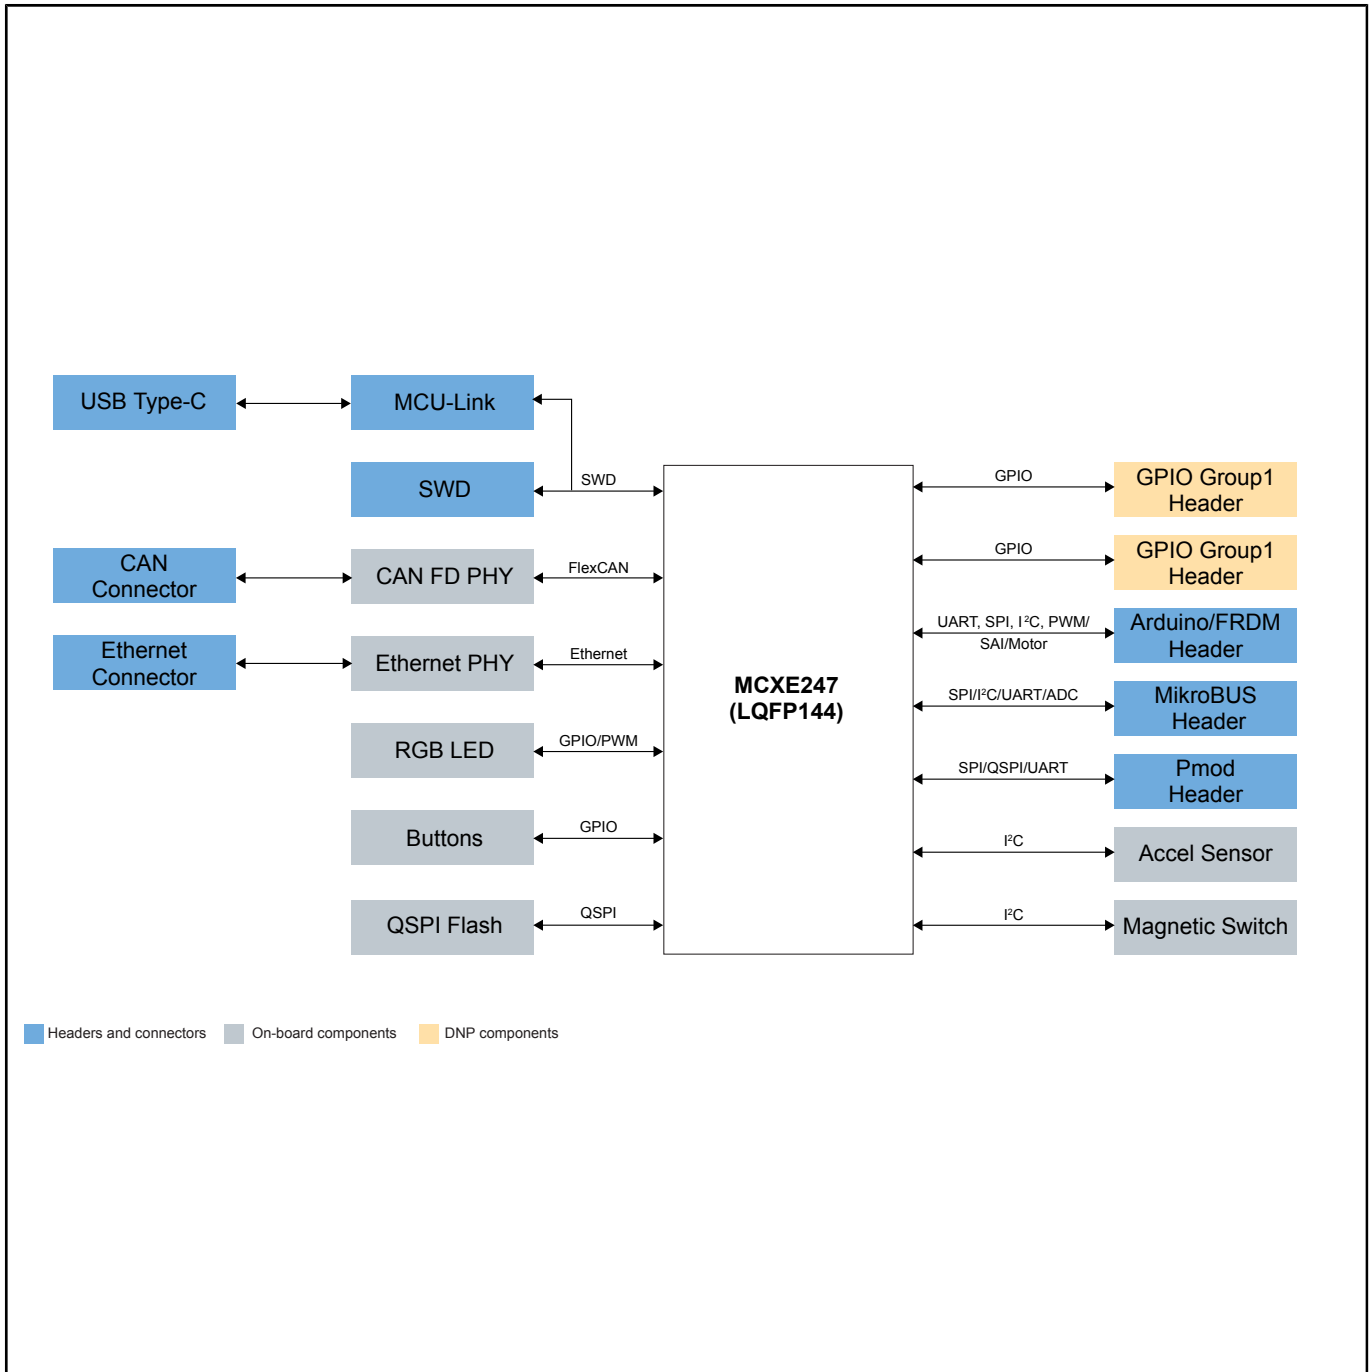 USB Type-C
MCU-Link
SWD
SWD
CAN
Connector
CAN FD PHY
FlexCAN
Ethernet
Connector
Ethernet PHY
Ethernet
RGB LED
GPIO/PWM
Buttons
GPIO
QSPI Flash
QSPI
MCXE247
(LQFP144)
GPIO
GPIO Group1
Header
GPIO
GPIO Group1
Header
UART, SPI, I²C, PWM/
SAI/Motor
Arduino/FRDM
Header
SPI/I²C/UART/ADC
MikroBUS
Header
SPI/QSPI/UART
Pmod
Header
I²C
Accel Sensor
I²C
Magnetic Switch
Headers and connectors
On-board components
DNP components